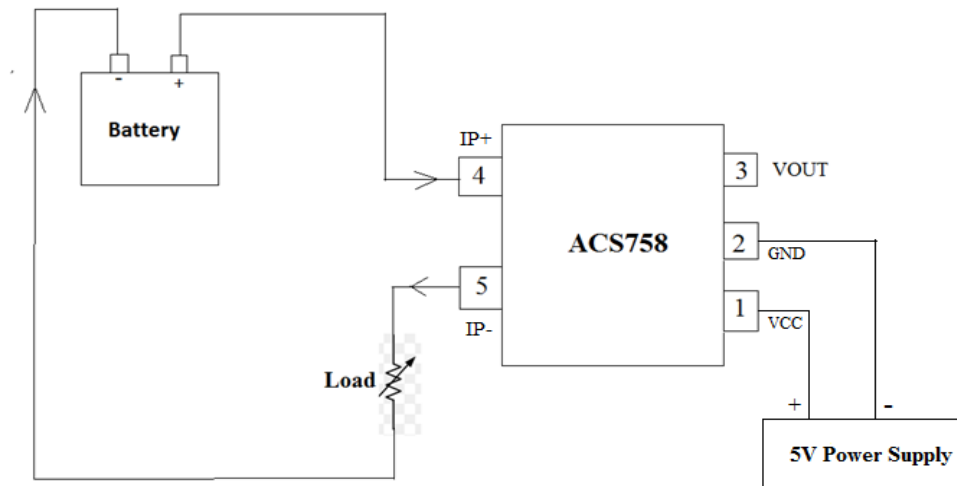 - +
Battery
IP+
4
3 VOUT
ACS758
2
GND
5
IP-
1
VCC
Load
+ -
5V Power Supply